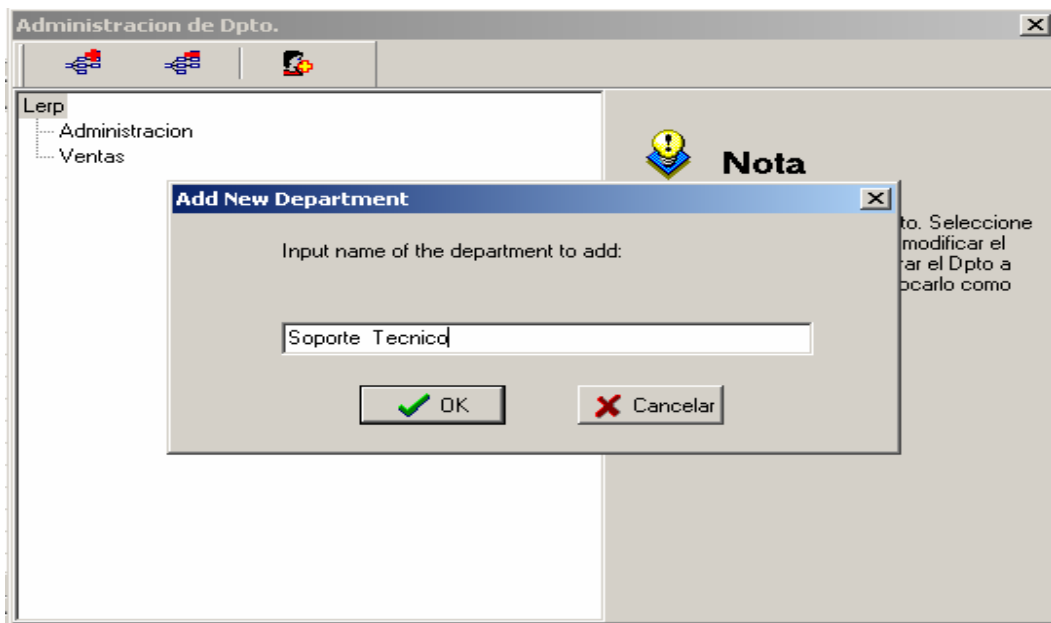 Administracion de Dpto.
Lerp
Administracion
Ventas
Nota
to. Seleccione
modificar el
rar el Dpto a
ocarlo como
Add New Department
Input name of the department to add:
Soporte Tecnico
OK
Cancelar